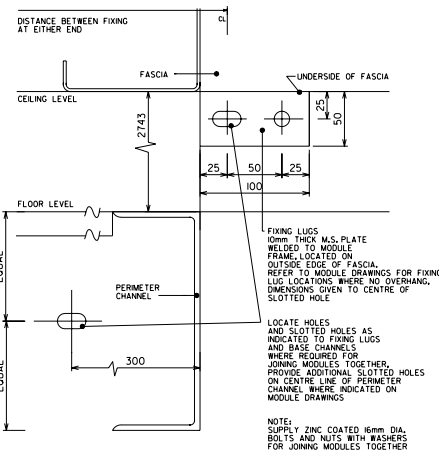 DISTANCE BETWEEN FIXING
AT EITHER END
CL
FASCIA
UNDERSIDE OF FASCIA
CEILING LEVEL
2743
25
50
25
50
25
100
FLOOR LEVEL
FIXING LUGS
10mm THICK M.S. PLATE
WELDED TO MODULE
FRAME, LOCATED ON
OUTSIDE EDGE OF FASCIA.
REFER TO MODULE DRAWINGS FOR FIXING
LUG LOCATIONS WHERE NO OVERHANG.
DIMENSIONS GIVEN TO CENTRE OF
SLOTTED HOLE
EQUAL
PERIMETER
CHANNEL
300
EQUAL
LOCATE HOLES
AND SLOTTED HOLES AS
INDICATED TO FIXING LUGS
AND BASE CHANNELS
WHERE REQUIRED FOR
JOINING MODULES TOGETHER,
PROVIDE ADDITIONAL SLOTTED HOLES
ON CENTRE LINE OF PERIMETER
CHANNEL WHERE INDICATED ON
MODULE DRAWINGS
NOTE:
SUPPLY ZINC COATED 16mm DIA.
BOLTS AND NUTS WITH WASHERS
FOR JOINING MODULES TOGETHER